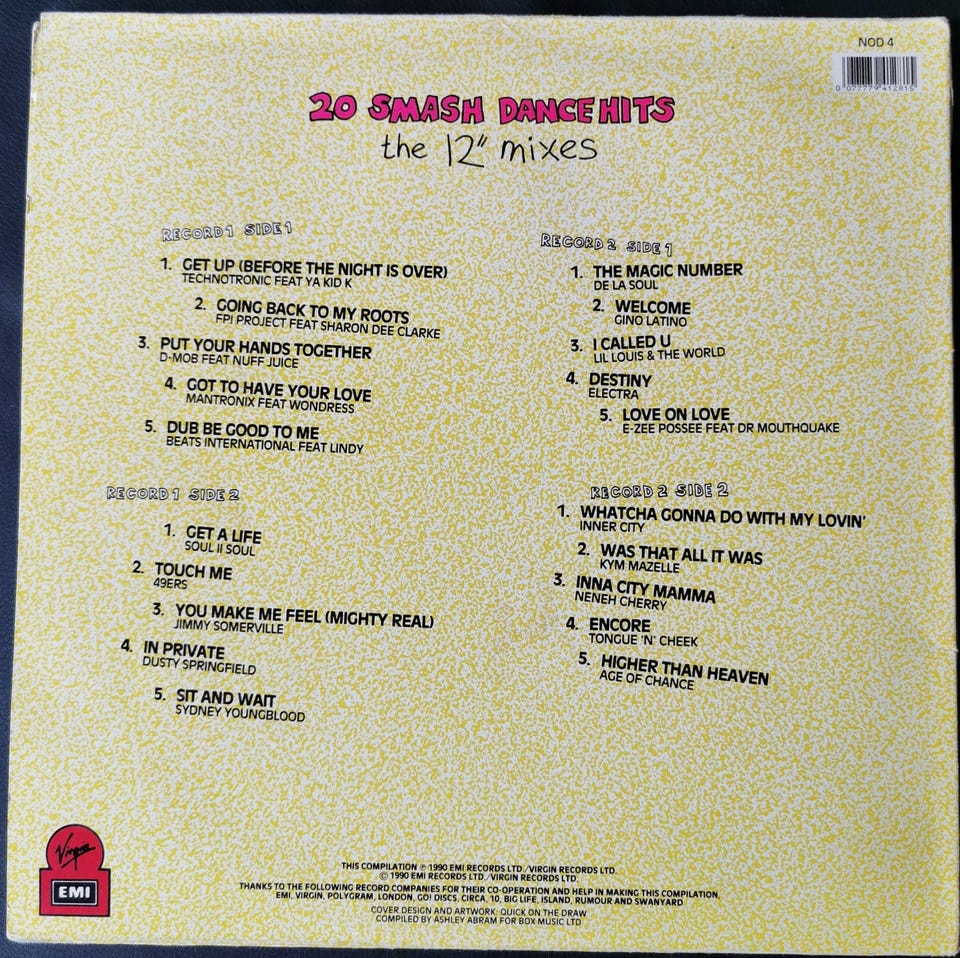 NOD 4
0 07777941281 5
20 SMASH DANCE HITS
the 12" mixes
RECORD 1 SIDE 1
1. GET UP (BEFORE THE NIGHT IS OVER)
TECHNOTRONIC FEAT YA KID K
2. GOING BACK TO MY ROOTS
FPI PROJECT FEAT SHARON DEE CLARKE
3. PUT YOUR HANDS TOGETHER
D-MOB FEAT NUFF JUICE
4. GOT TO HAVE YOUR LOVE
MANTRONIX FEAT WONDRESS
5. DUB BE GOOD TO ME
BEATS INTERNATIONAL FEAT LINDY
RECORD 1 SIDE 2
1. GET A LIFE
SOUL II SOUL
2. TOUCH ME
49ERS
3. YOU MAKE ME FEEL (MIGHTY REAL)
JIMMY SOMERVILLE
4. IN PRIVATE
DUSTY SPRINGFIELD
5. SIT AND WAIT
SYDNEY YOUNGBLOOD
RECORD 2 SIDE 1
1. THE MAGIC NUMBER
DE LA SOUL
2. WELCOME
GINO LATINO
3. I CALLED U
LIL LOUIS & THE WORLD
4. DESTINY
ELECTRA
5. LOVE ON LOVE
E-ZEE POSSEE FEAT DR MOUTHQUAKE
RECORD 2 SIDE 2
1. WHATCHA GONNA DO WITH MY LOVIN'
INNER CITY
2. WAS THAT ALL IT WAS
KYM MAZELLE
3. INNA CITY MAMMA
NENEH CHERRY
4. ENCORE
TONGUE 'N' CHEEK
5. HIGHER THAN HEAVEN
AGE OF CHANCE
Virgin
EMI
THIS COMPILATION ℗ 1990 EMI RECORDS LTD./VIRGIN RECORDS LTD.
© 1990 EMI RECORDS LTD./VIRGIN RECORDS LTD.
THANKS TO THE FOLLOWING RECORD COMPANIES FOR THEIR CO-OPERATION AND HELP IN MAKING THIS COMPILATION,
EMI, VIRGIN, POLYGRAM, LONDON, GO! DISCS, CIRCA, 10, BIG LIFE, ISLAND, RUMOUR AND SWANYARD
COVER DESIGN AND ARTWORK: QUICK ON THE DRAW
COMPILED BY ASHLEY ABRAM FOR BOX MUSIC LTD